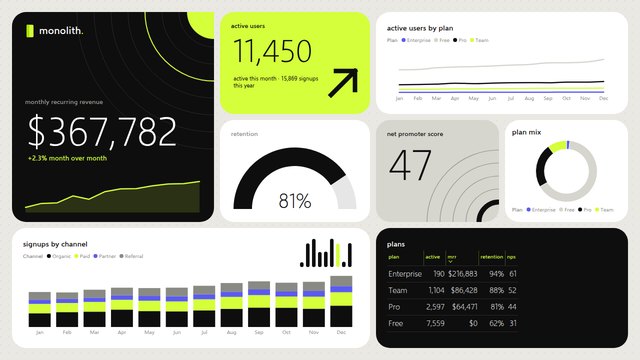 monolith.
monthly recurring revenue
$367,782
+2.3% month over month
active users
11,450
active this month · 15,869 signups
this year
active users by plan
Plan Enterprise Free Pro Team
Jan Feb Mar Apr May Jun Jul Aug Sep Oct Nov Dec
retention
81%
net promoter score
47
plan mix
Plan Enterprise Free Pro Team
signups by channel
Channel Organic Paid Partner Referral
Jan Feb Mar Apr May Jun Jul Aug Sep Oct Nov Dec
plans
plan active mrr retention nps
Enterprise 190 $216,883 94% 61
Team 1,104 $86,428 88% 52
Pro 2,597 $64,471 81% 44
Free 7,559 $0 62% 31